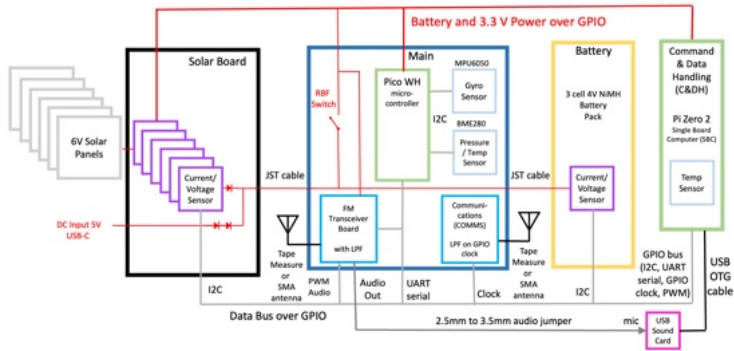 Battery and 3.3 V Power over GPIO
Solar Board
Main
Battery
Command
& Data
Handling
(C&DH)
6V Solar
Panels
Current/
Voltage
Sensor
DC Input 5V
USB-C
I2C
RBF
Switch
JST cable
Pico WH
micro-
controller
I2C
MPU6050
Gyro
Sensor
BME280
Pressure
/ Temp
Sensor
FM
Transceiver
Board
with LPF
Communi-
cations
(COMMS)
LPF on GPIO
clock
Tape
Measure
or
SMA
antenna
PWM
Audio
Audio
Out
UART
serial
Clock
Tape
Measure
or
SMA
antenna
JST cable
3 cell 4V NiMH
Battery
Pack
Current/
Voltage
Sensor
I2C
Pi Zero 2
Single Board
Computer (SBC)
Temp
Sensor
GPIO bus
(I2C, UART
serial, GPIO
clock, PWM)
USB
OTG
cable
Data Bus over GPIO
2.5mm to 3.5mm audio jumper
mic
USB
Sound
Card